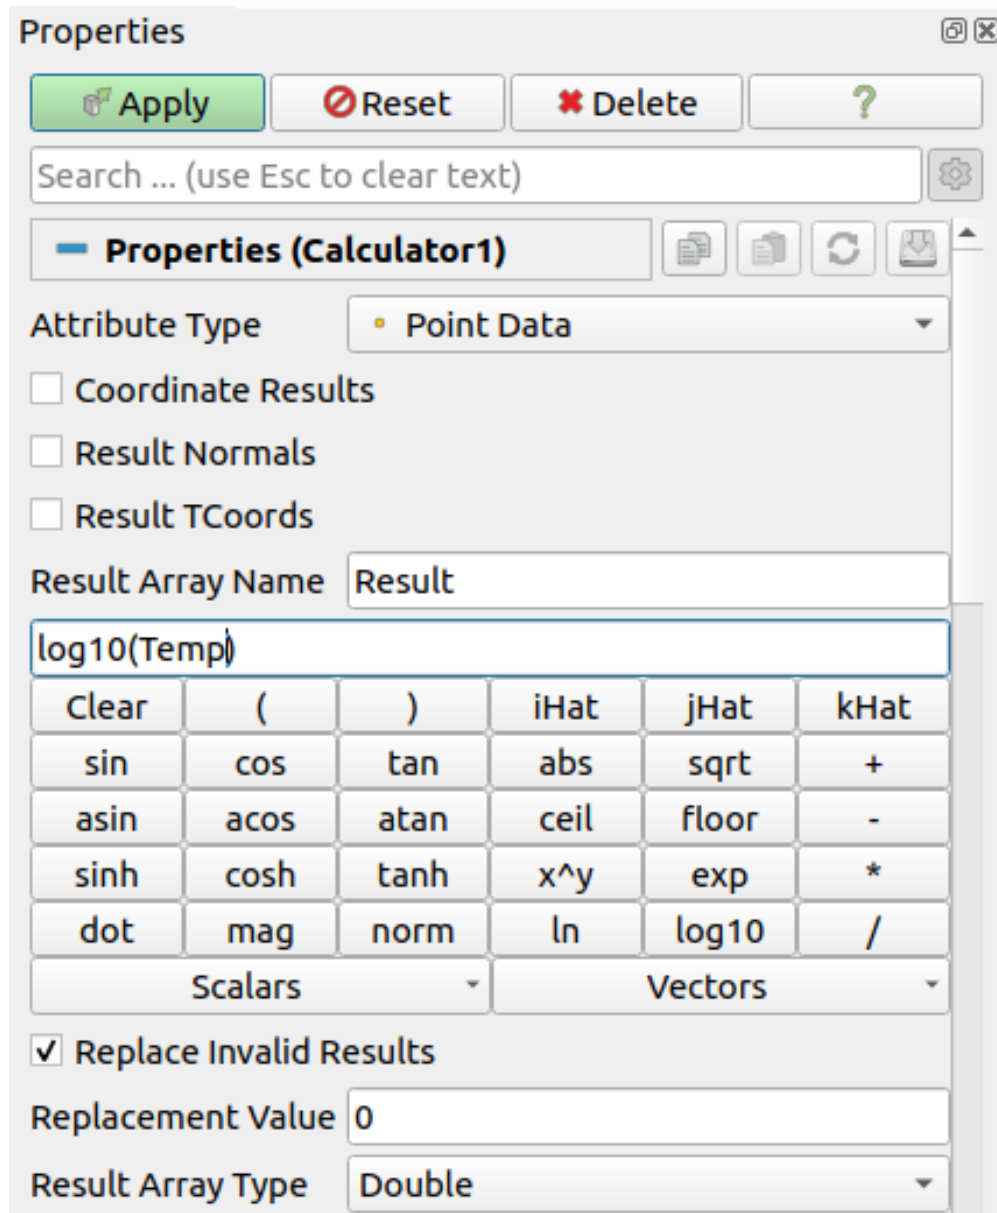 Properties
Apply Reset Delete ?
Search ... (use Esc to clear text)
Properties (Calculator1)
Attribute Type Point Data
Coordinate Results
Result Normals
Result TCoords
Result Array Name Result
log10(Temp)
Clear ( ) iHat jHat kHat
sin cos tan abs sqrt +
asin acos atan ceil floor -
sinh cosh tanh x^y exp *
dot mag norm ln log10 /
Scalars Vectors
Replace Invalid Results
Replacement Value 0
Result Array Type Double